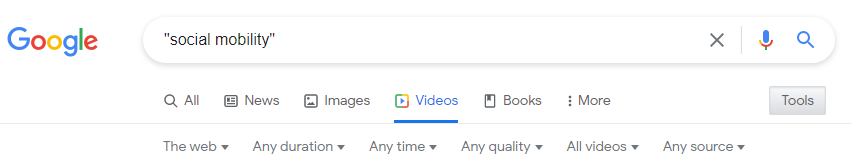 Google "social mobility"
All News Images Videos Books More Tools
The web Any duration Any time Any quality All videos Any source